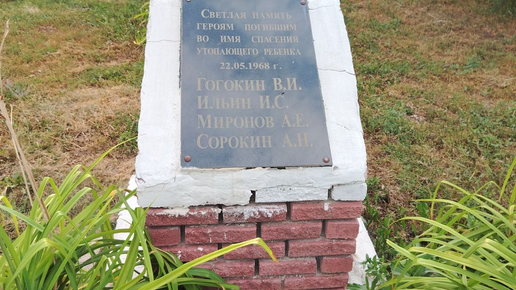 Светлая память
героям погибшим
во имя спасения
утопающего ребенка
22.05.1968 г.
Гогокин В.И.
Ильин И.С.
Миронов А.Е.
Сорокин А.Н.